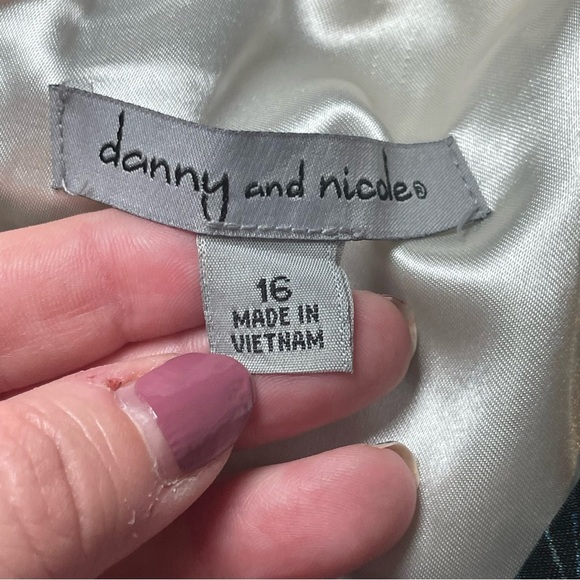 danny and nicole®
16
MADE IN
VIETNAM